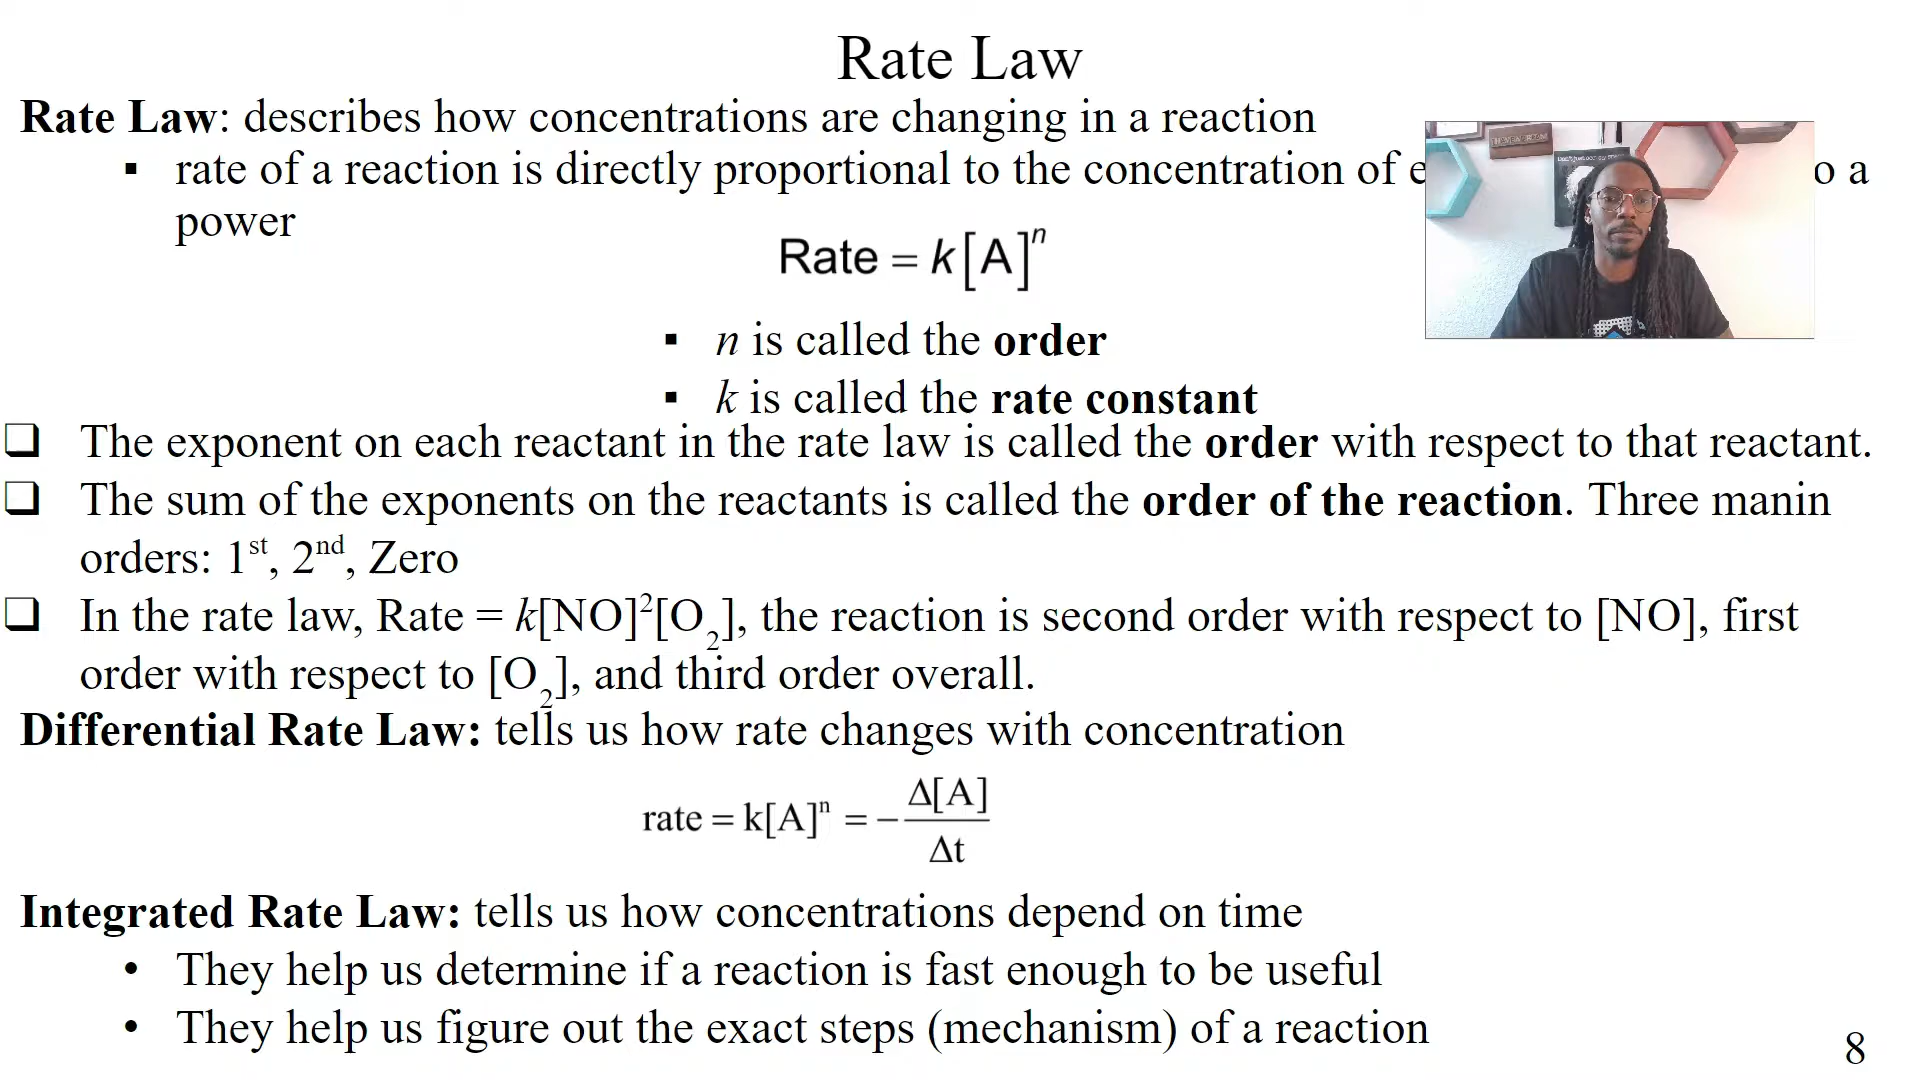 Rate Law
Rate Law: describes how concentrations are changing in a reaction
▪ rate of a reaction is directly proportional to the concentration of e o a
power
Rate = k[A]ⁿ
▪ n is called the order
▪ k is called the rate constant
❏ The exponent on each reactant in the rate law is called the order with respect to that reactant.
❏ The sum of the exponents on the reactants is called the order of the reaction. Three manin
orders: 1st, 2nd, Zero
❏ In the rate law, Rate = k[NO]²[O₂], the reaction is second order with respect to [NO], first
order with respect to [O₂], and third order overall.
Differential Rate Law: tells us how rate changes with concentration
rate = k[A]ⁿ = − Δ[A] / Δt
Integrated Rate Law: tells us how concentrations depend on time
• They help us determine if a reaction is fast enough to be useful
• They help us figure out the exact steps (mechanism) of a reaction
8